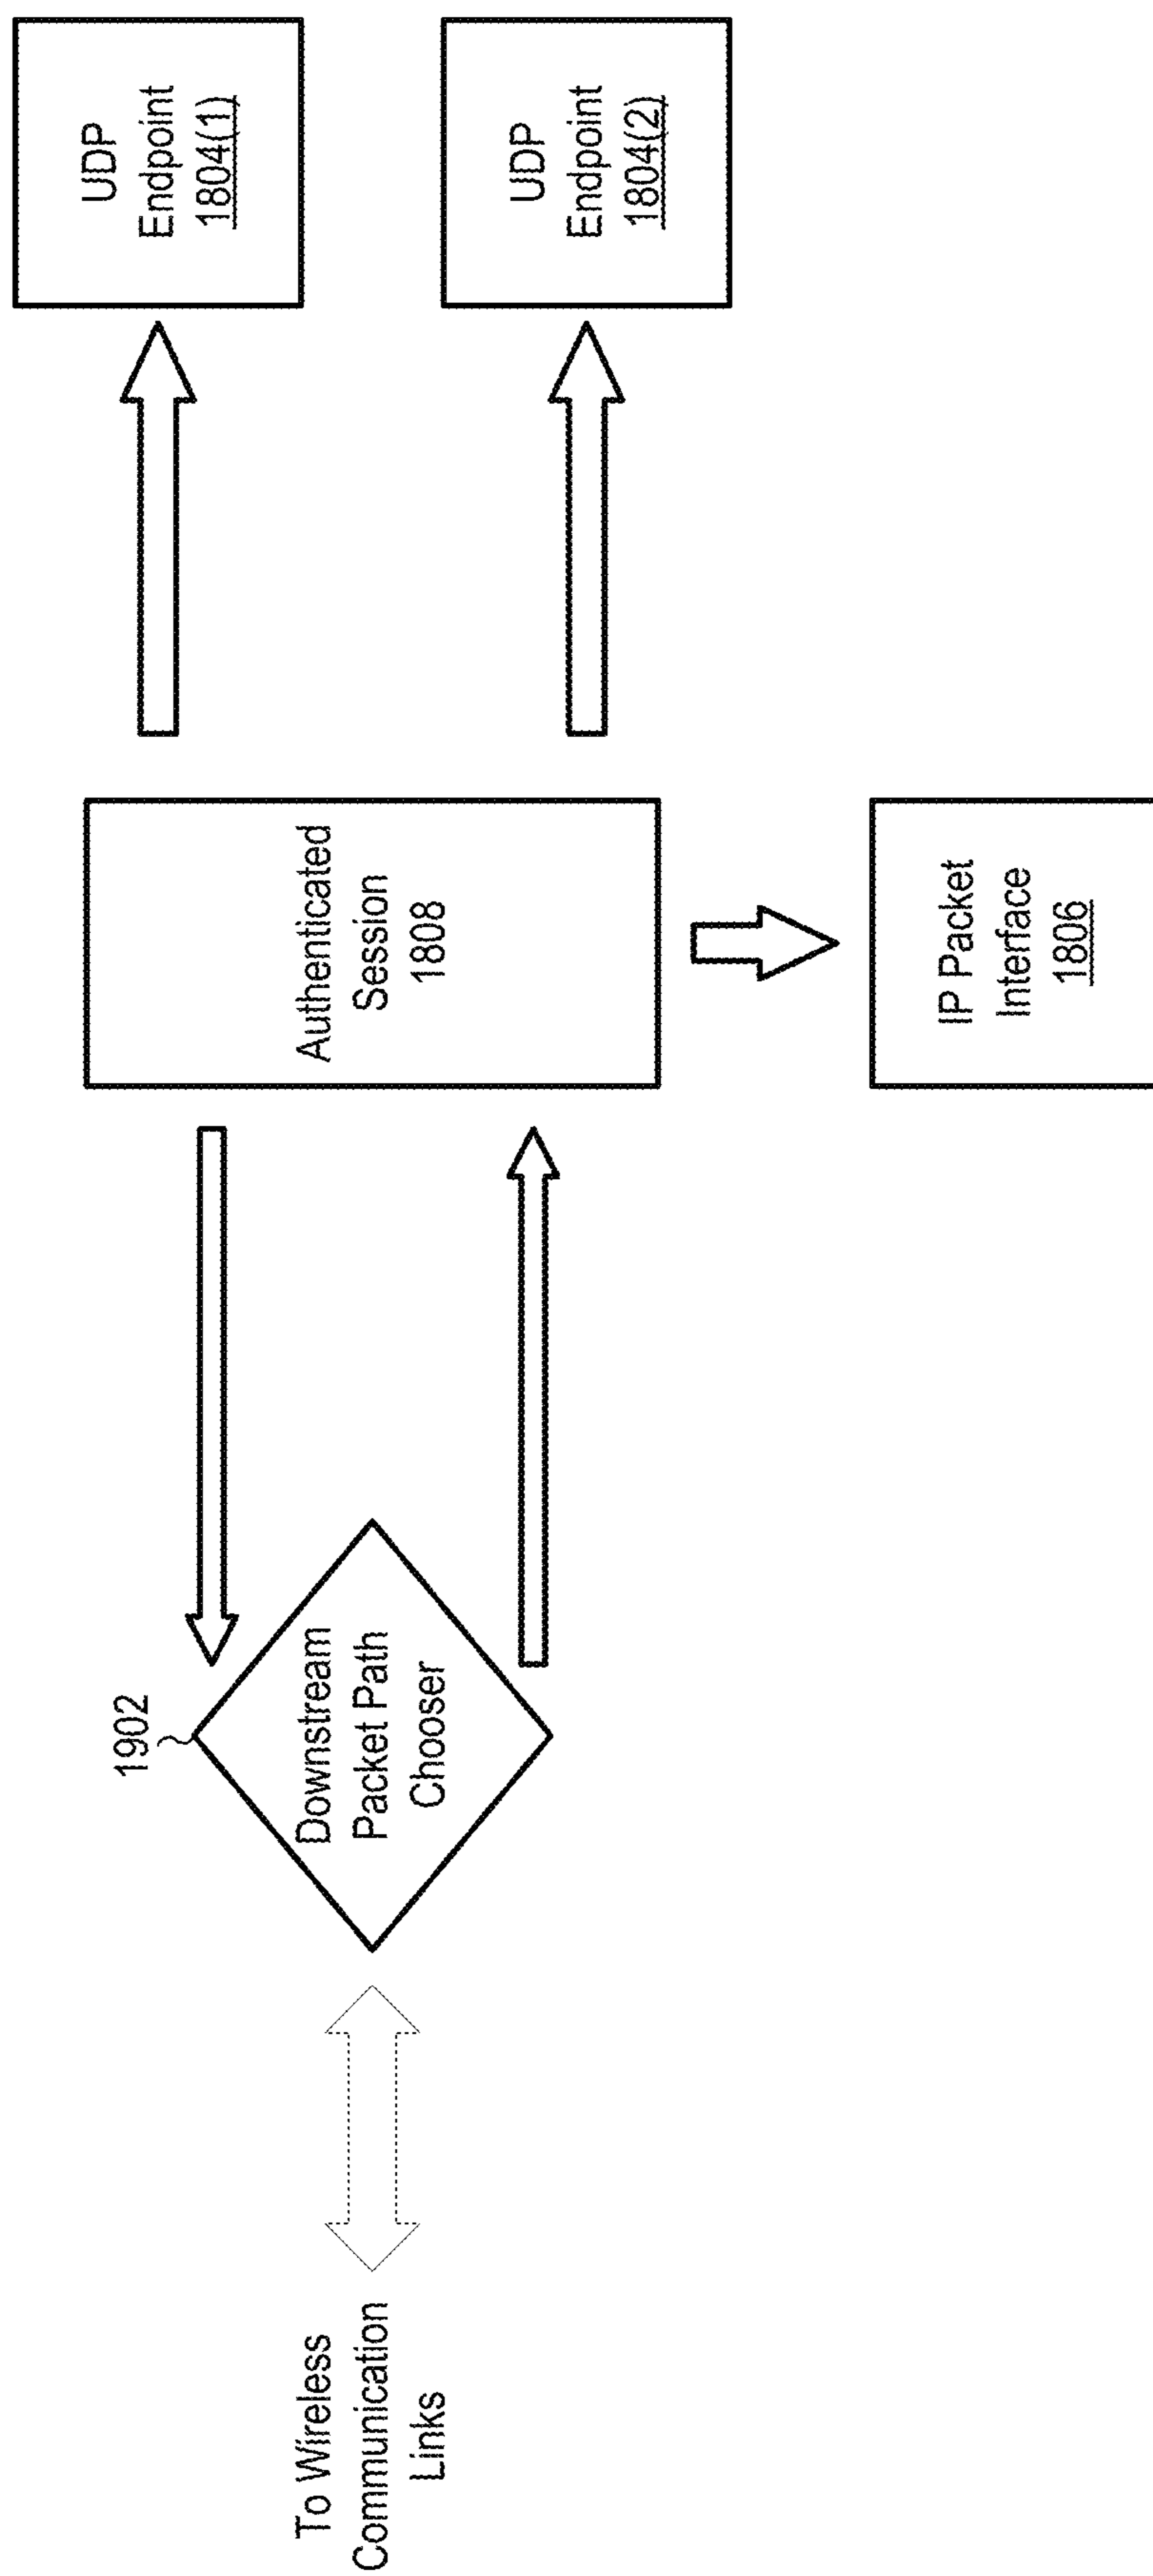 To Wireless
Communication
Links
1902
Downstream
Packet Path
Chooser
Authenticated
Session
1808
IP Packet
Interface
1806
UDP
Endpoint
1804(1)
UDP
Endpoint
1804(2)